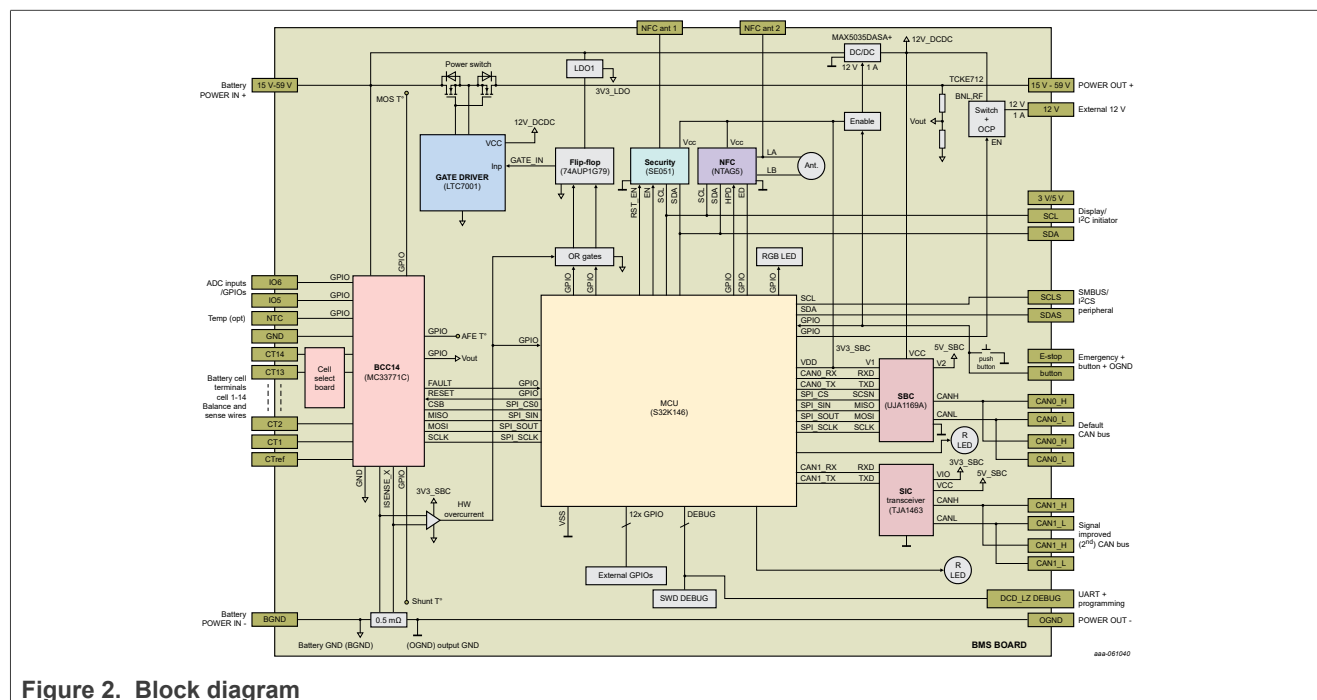 NFC ant 1
NFC ant 2
MAX5035DASA+
12V_DCDC
DC/DC
12 V
1 A
LDO1
3V3_LDO
Power switch
Battery
POWER IN +
15 V-59 V
MOS T°
TCKE712
15 V - 59 V
POWER OUT +
BNL,RF
Switch
+
OCP
12 V
1 A
12 V
External 12 V
EN
Vout
Enable
12V_DCDC
VCC
Inp
GATE_IN
GATE DRIVER
(LTC7001)
Flip-flop
(74AUP1G79)
Vcc
Security
(SE051)
Vcc
NFC
(NTAG5)
LA
LB
Ant.
RST_EN
EN
SCL
SDA
SCL
SDA
HPD
ED
3 V/5 V
SCL
SDA
Display/
I2C initiator
OR gates
RGB LED
GPIO
GPIO
GPIO
GPIO
GPIO
GPIO
ADC inputs
/GPIOs
IO6
GPIO
IO5
GPIO
Temp (opt)
NTC
GPIO
GND
CT14
CT13
Cell
select
board
Battery cell
terminals
cell 1-14
Balance and
sense wires
CT2
CT1
CTref
BCC14
(MC33771C)
GPIO
AFE T°
GPIO
Vout
FAULT
GPIO
RESET
GPIO
CSB
SPI_CS0
MISO
SPI_SIN
MOSI
SPI_SOUT
SCLK
SPI_SCLK
GPIO
MCU
(S32K146)
SCL
SDA
GPIO
GPIO
SCLS
SDAS
SMBUS/
I2CS
peripheral
push
button
E-stop
button
Emergency +
button + OGND
3V3_SBC
5V_SBC
VCC
VDD
V1
V2
CAN0_RX
RXD
CAN0_TX
TXD
SPI_CS
SCSN
SPI_SIN
MISO
SPI_SOUT
MOSI
SPI_SCLK
SCLK
SBC
(UJA1169A)
CANH
CANL
R
LED
CAN0_H
CAN0_L
CAN0_H
CAN0_L
Default
CAN bus
CAN1_RX
RXD
CAN1_TX
TXD
SIC
transceiver
(TJA1463
3V3_SBC
VIO
5V_SBC
VCC
CANH
CANL
CAN1_H
CAN1_L
CAN1_H
CAN1_L
Signal
improved
(2nd) CAN bus
GND
ISENSE_X
GPIO
3V3_SBC
HW
overcurrent
VSS
12x GPIO
DEBUG
External GPIOs
SWD DEBUG
R
LED
DCD_LZ DEBUG
UART +
programming
Shunt T°
Battery
POWER IN -
BGND
0.5 mΩ
Battery GND (BGND)
(OGND) output GND
OGND
POWER OUT -
BMS BOARD
aaa-061040
Figure 2. Block diagram